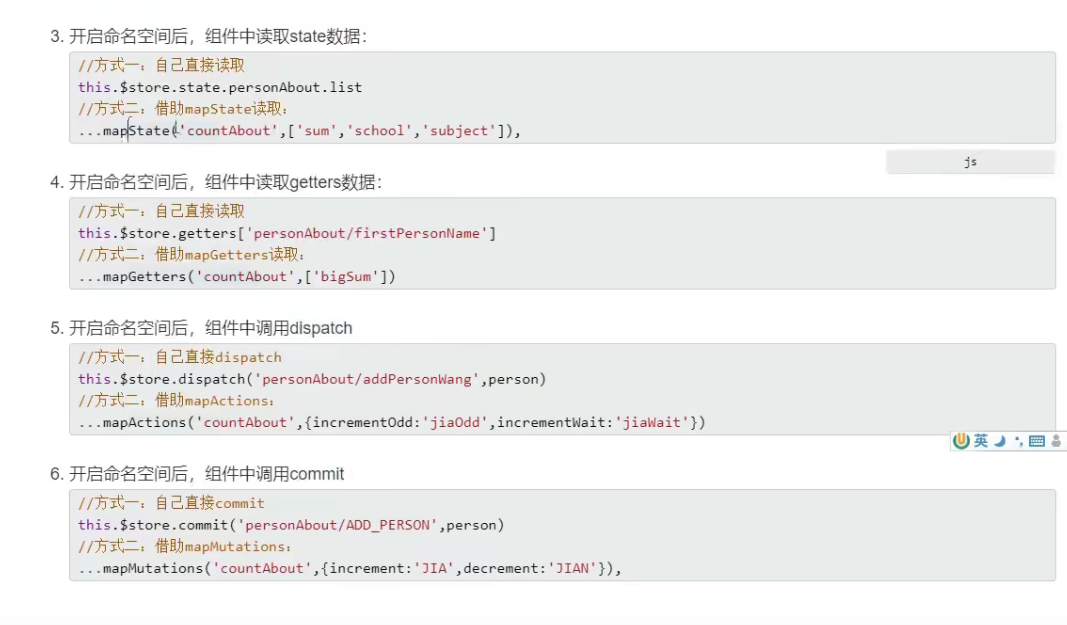 3. 开启命名空间后，组件中读取state数据：
//方式一：自己直接读取
this.$store.state.personAbout.list
//方式二：借助mapState读取：
...mapState('countAbout',['sum','school','subject']),
js
4. 开启命名空间后，组件中读取getters数据：
//方式一：自己直接读取
this.$store.getters['personAbout/firstPersonName']
//方式二：借助mapGetters读取：
...mapGetters('countAbout',['bigSum'])
5. 开启命名空间后，组件中调用dispatch
//方式一：自己直接dispatch
this.$store.dispatch('personAbout/addPersonWang',person)
//方式二：借助mapActions：
...mapActions('countAbout',{incrementOdd:'jiaOdd',incrementWait:'jiaWait'})
英
6. 开启命名空间后，组件中调用commit
//方式一：自己直接commit
this.$store.commit('personAbout/ADD_PERSON',person)
//方式二：借助mapMutations：
...mapMutations('countAbout',{increment:'JIA',decrement:'JIAN'}),